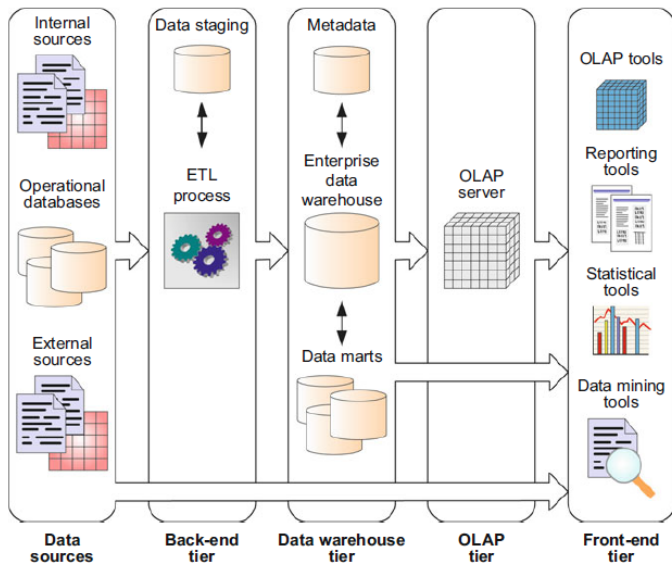 Internal
sources
Operational
databases
External
sources
Data
sources
Data staging
ETL
process
Back-end
tier
Metadata
Enterprise
data
warehouse
Data marts
Data warehouse
tier
OLAP
server
OLAP
tier
OLAP tools
Reporting
tools
Statistical
tools
Data mining
tools
Front-end
tier